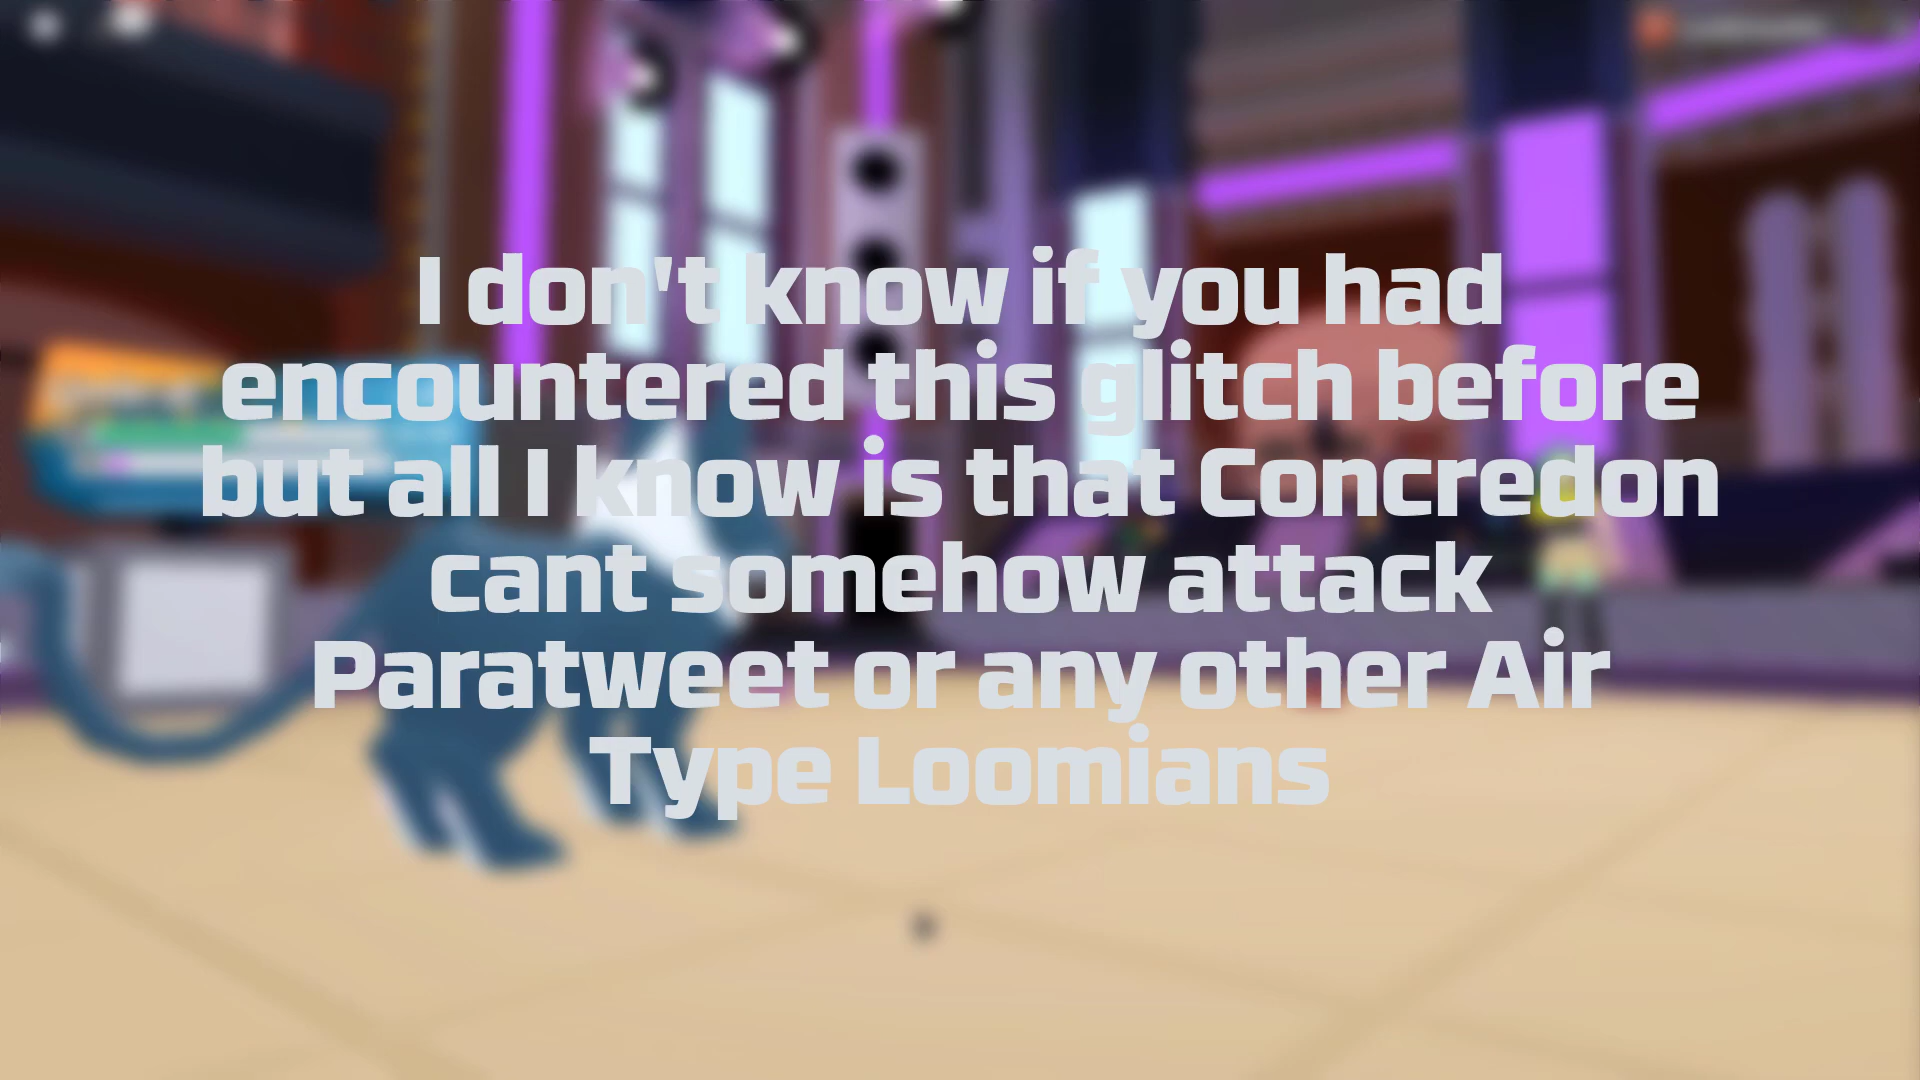 I don't know if you had
encountered this glitch before
but all I know is that Concredon
cant somehow attack
Paratweet or any other Air
Type Loomians